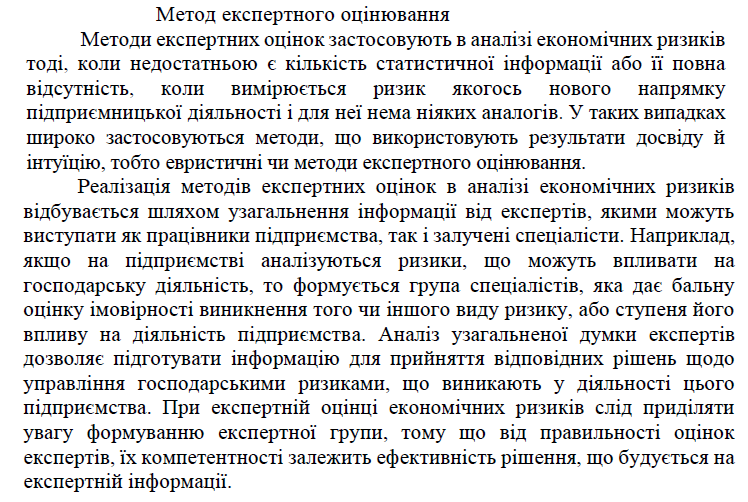 Метод експертного оцінювання
Методи експертних оцінок застосовують в аналізі економічних ризиків
тоді, коли недостатньою є кількість статистичної інформації або її повна
відсутність, коли вимірюється ризик якогось нового напрямку
підприємницької діяльності і для неї нема ніяких аналогів. У таких випадках
широко застосовуються методи, що використовують результати досвіду й
інтуїцію, тобто евристичні чи методи експертного оцінювання.
Реалізація методів експертних оцінок в аналізі економічних ризиків
відбувається шляхом узагальнення інформації від експертів, якими можуть
виступати як працівники підприємства, так і залучені спеціалісти. Наприклад,
якщо на підприємстві аналізуються ризики, що можуть впливати на
господарську діяльність, то формується група спеціалістів, яка дає бальну
оцінку імовірності виникнення того чи іншого виду ризику, або ступеня його
впливу на діяльність підприємства. Аналіз узагальненої думки експертів
дозволяє підготувати інформацію для прийняття відповідних рішень щодо
управління господарськими ризиками, що виникають у діяльності цього
підприємства. При експертній оцінці економічних ризиків слід приділяти
увагу формуванню експертної групи, тому що від правильності оцінок
експертів, їх компетентності залежить ефективність рішення, що будується на
експертній інформації.